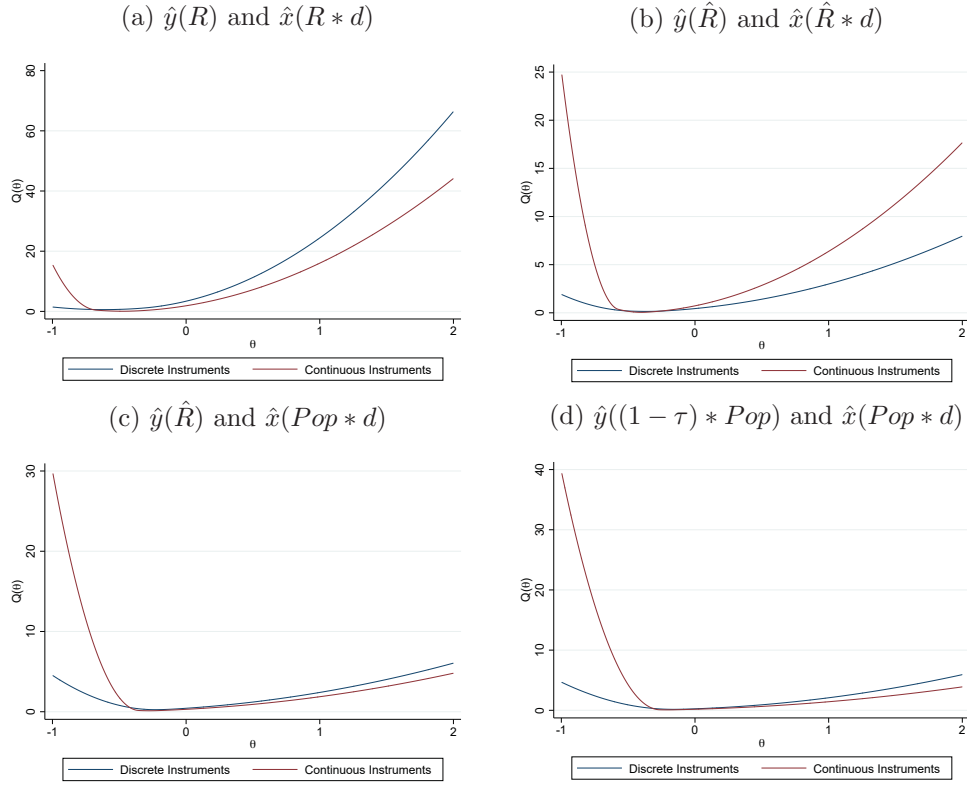 (a) ŷ(R) and x̂(R ∗ d)
80
60
40
20
0
Q(θ)
-1 0 1 2
θ
Discrete Instruments Continuous Instruments
(b) ŷ(R̂) and x̂(R̂ ∗ d)
25
20
15
10
5
0
Q(θ)
-1 0 1 2
θ
Discrete Instruments Continuous Instruments
(c) ŷ(R̂) and x̂(Pop ∗ d)
30
20
10
0
Q(θ)
-1 0 1 2
θ
Discrete Instruments Continuous Instruments
(d) ŷ((1 − τ) ∗ Pop) and x̂(Pop ∗ d)
40
30
20
10
0
Q(θ)
-1 0 1 2
θ
Discrete Instruments Continuous Instruments